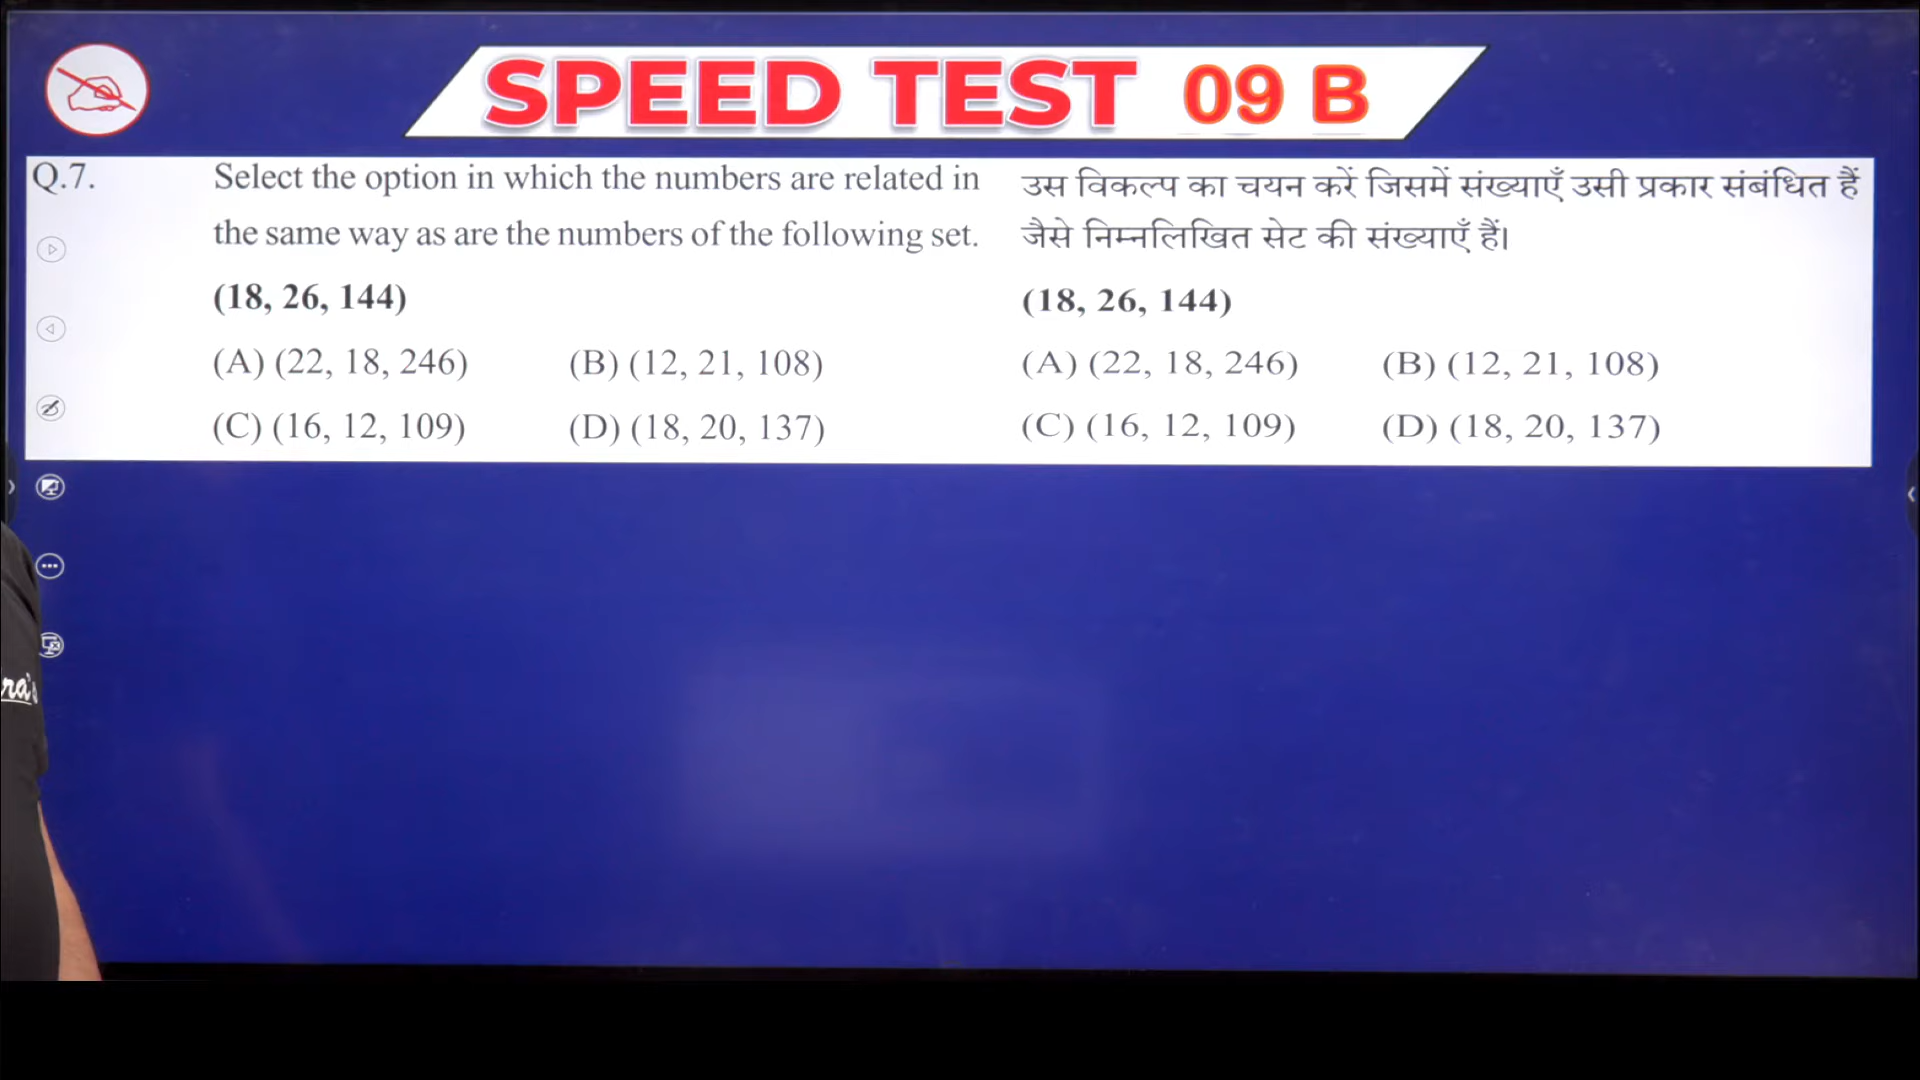 SPEED TEST 09 B
Q.7.
Select the option in which the numbers are related in
the same way as are the numbers of the following set.
(18, 26, 144)
(A) (22, 18, 246) (B) (12, 21, 108)
(C) (16, 12, 109) (D) (18, 20, 137)
उस विकल्प का चयन करें जिसमें संख्याएँ उसी प्रकार संबंधित हैं
जैसे निम्नलिखित सेट की संख्याएँ हैं।
(18, 26, 144)
(A) (22, 18, 246) (B) (12, 21, 108)
(C) (16, 12, 109) (D) (18, 20, 137)